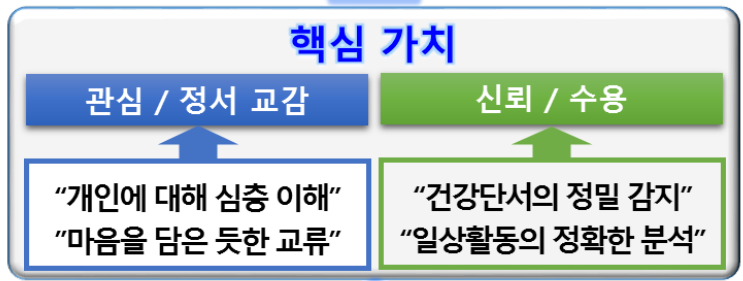 핵심 가치
관심 / 정서 교감
신뢰 / 수용
“개인에 대해 심층 이해”
”마음을 담은 듯한 교류”
“건강단서의 정밀 감지”
“일상활동의 정확한 분석”